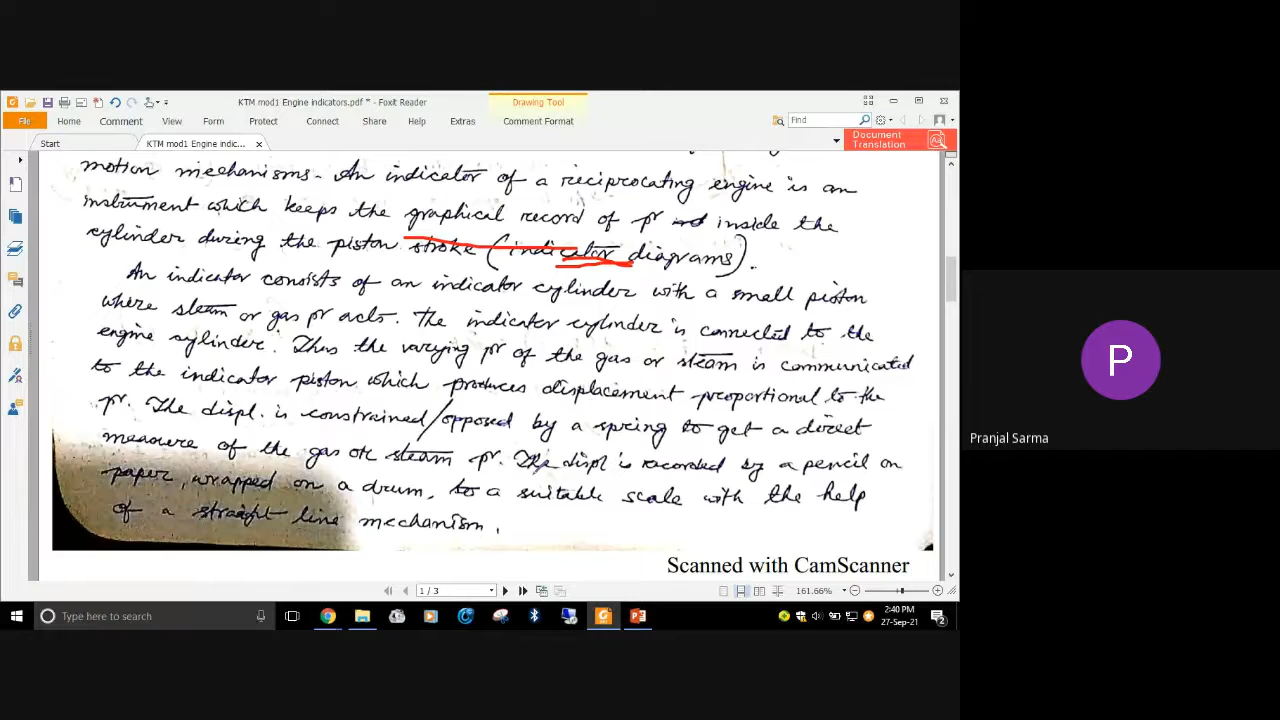 KTM mod1 Engine indicators.pdf * - Foxit Reader
Drawing Tool
File Home Comment View Form Protect Connect Share Help Extras Comment Format
Find
Start
KTM mod1 Engine indic...
Document Translation
motion mechanisms. An indicator of a reciprocating engine is an
instrument which keeps the graphical record of pr inside the
cylinder during the piston stroke (indicator diagrams).
An indicator consists of an indicator cylinder with a small piston
where steam or gas pr acts. The indicator cylinder is connected to the
engine cylinder. Thus the varying pr of the gas or steam is communicated
to the indicator piston which produces displacement proportional to the
pr. The displ. is constrained/opposed by a spring to get a direct
measure of the gas or steam pr. The displ is recorded by a pencil on
paper, wrapped on a drum, to a suitable scale with the help
of a straight line mechanism.
Scanned with CamScanner
1 / 3
161.66%
Type here to search
2:40 PM
27-Sep-21
2
P
Pranjal Sarma